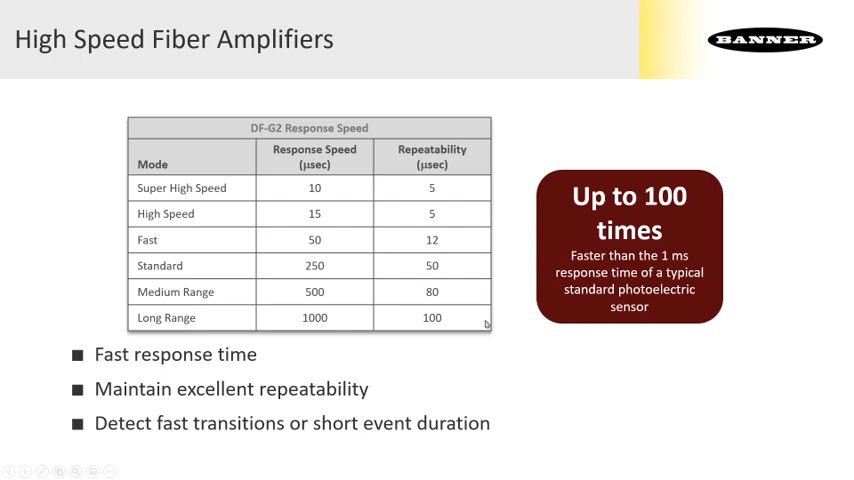 High Speed Fiber Amplifiers
BANNER
DF-G2 Response Speed
Mode Response Speed (µsec) Repeatability (µsec)
Super High Speed 10 5
High Speed 15 5
Fast 50 12
Standard 250 50
Medium Range 500 80
Long Range 1000 100
Up to 100
times
Faster than the 1 ms
response time of a typical
standard photoelectric
sensor
Fast response time
Maintain excellent repeatability
Detect fast transitions or short event duration